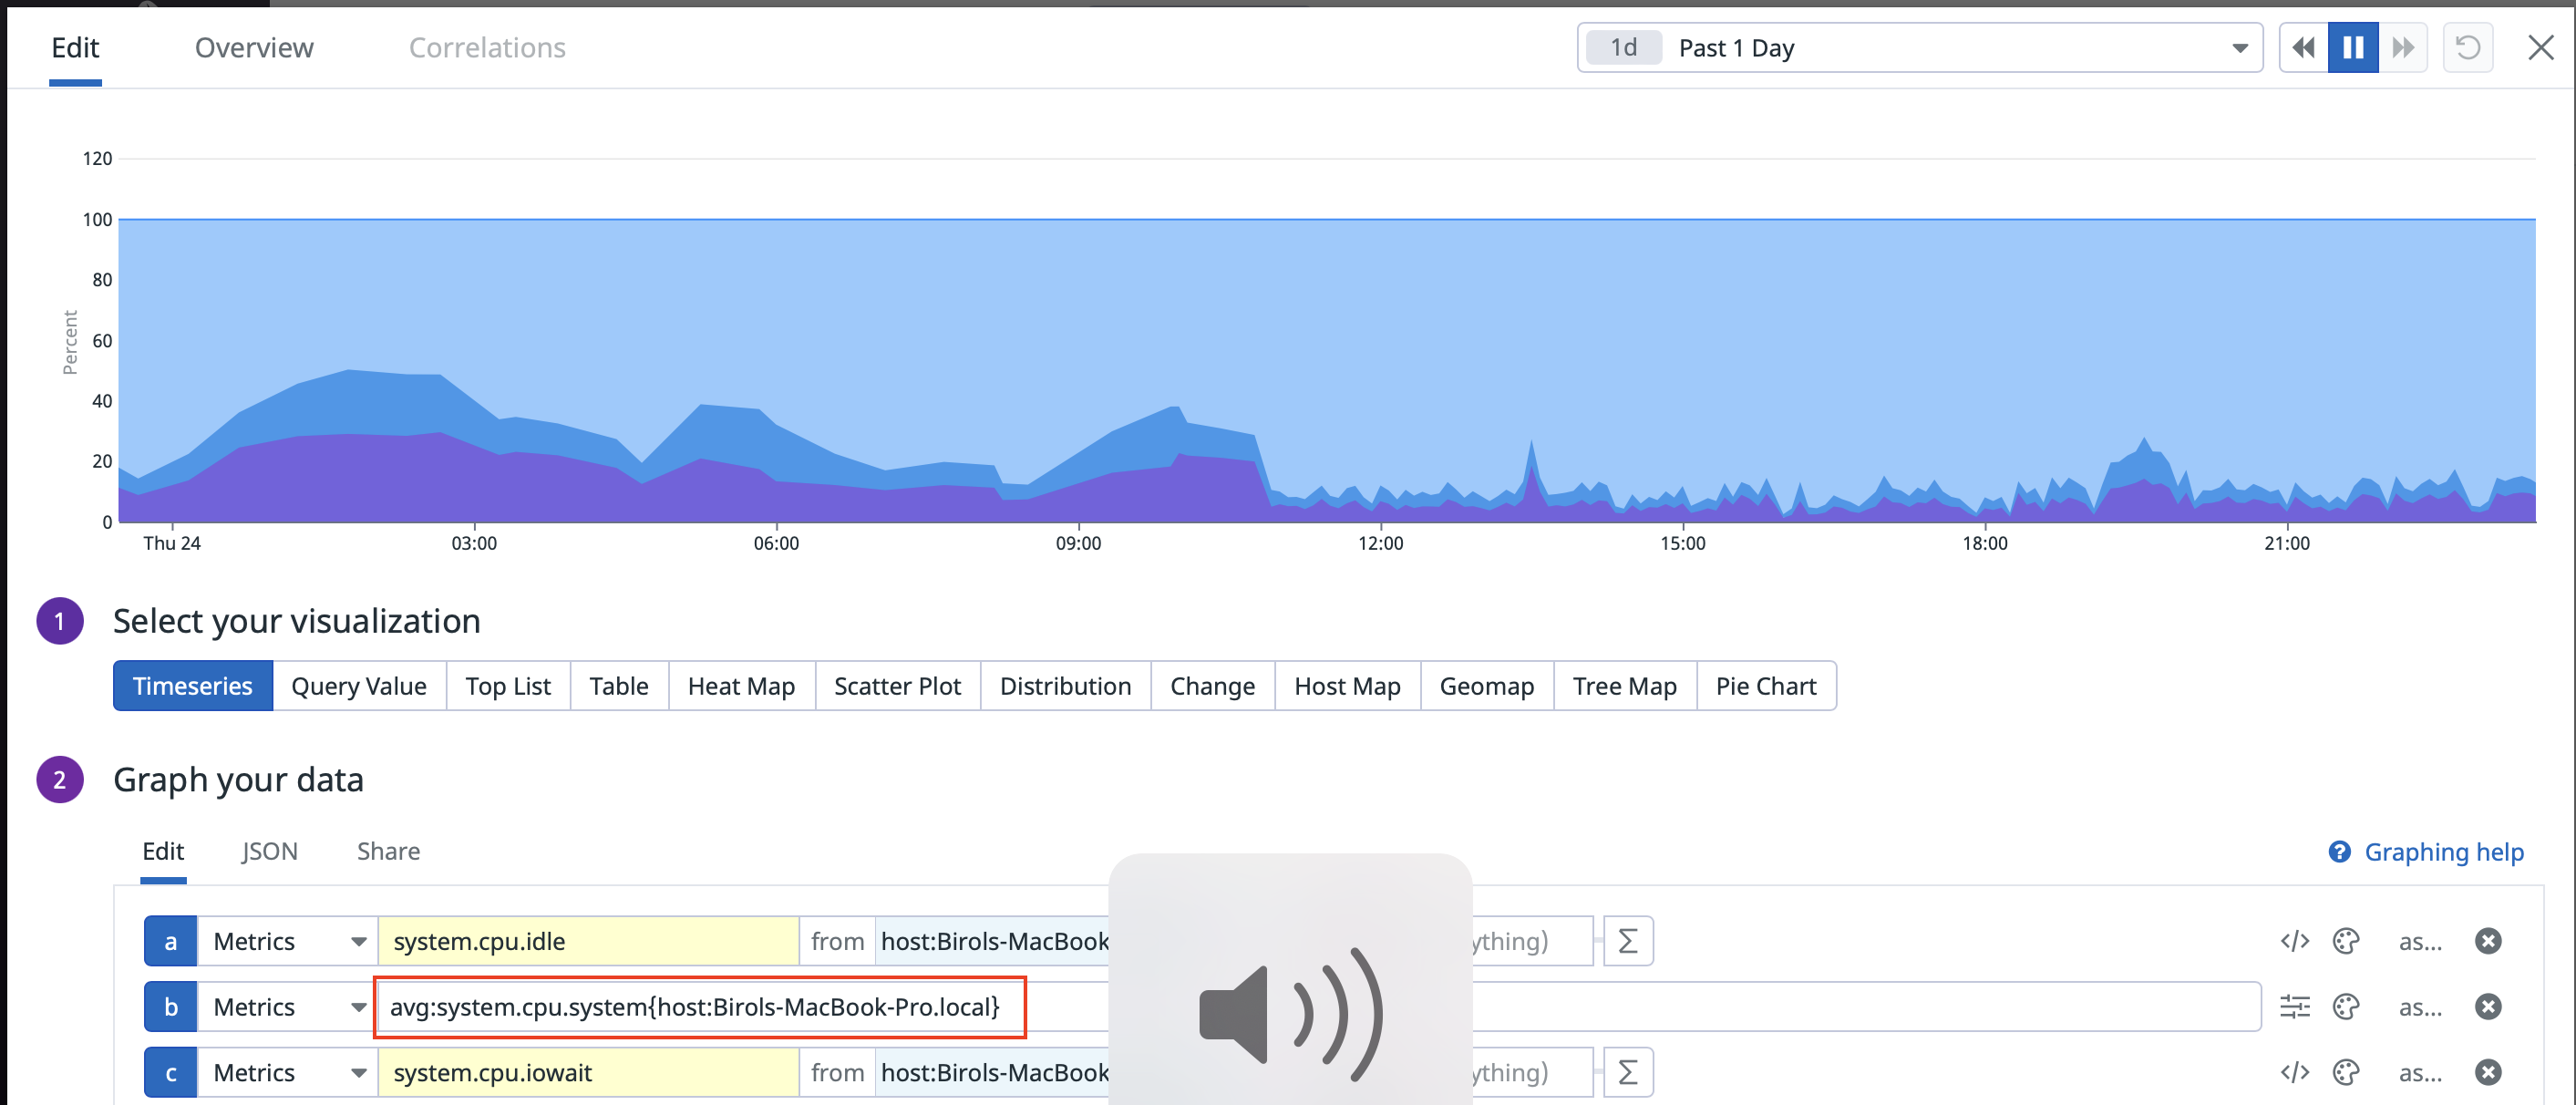 Edit Overview Correlations 1d Past 1 Day
120
100
80
60
40
20
0
Percent
Thu 24 03:00 06:00 09:00 12:00 15:00 18:00 21:00
1 Select your visualization
Timeseries Query Value Top List Table Heat Map Scatter Plot Distribution Change Host Map Geomap Tree Map Pie Chart
2 Graph your data
Edit JSON Share ? Graphing help
a Metrics system.cpu.idle from host:Birols-MacBook ything) Σ </> as...
b Metrics avg:system.cpu.system{host:Birols-MacBook-Pro.local} as...
c Metrics system.cpu.iowait from host:Birols-MacBook ything) Σ </> as...